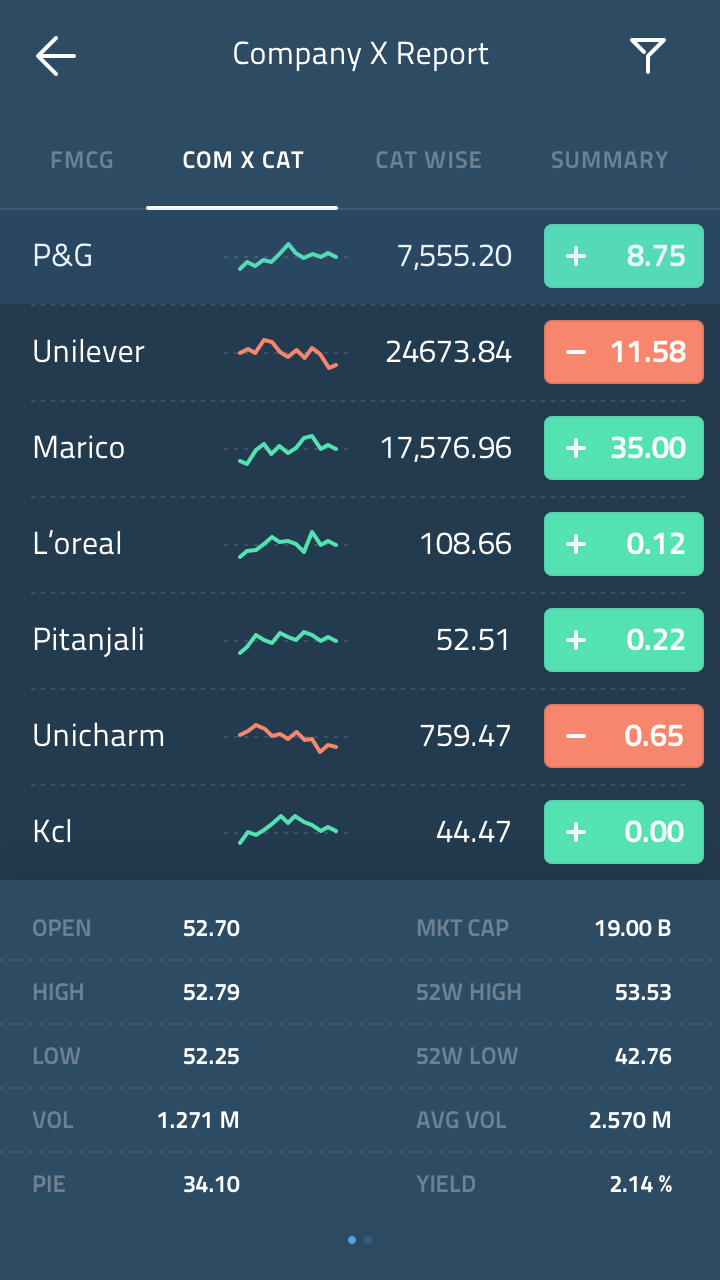 Company X Report
FMCG COM X CAT CAT WISE SUMMARY
P&G 7,555.20 + 8.75
Unilever 24673.84 − 11.58
Marico 17,576.96 + 35.00
L'oreal 108.66 + 0.12
Pitanjali 52.51 + 0.22
Unicharm 759.47 − 0.65
Kcl 44.47 + 0.00
OPEN 52.70 MKT CAP 19.00 B
HIGH 52.79 52W HIGH 53.53
LOW 52.25 52W LOW 42.76
VOL 1.271 M AVG VOL 2.570 M
PIE 34.10 YIELD 2.14 %